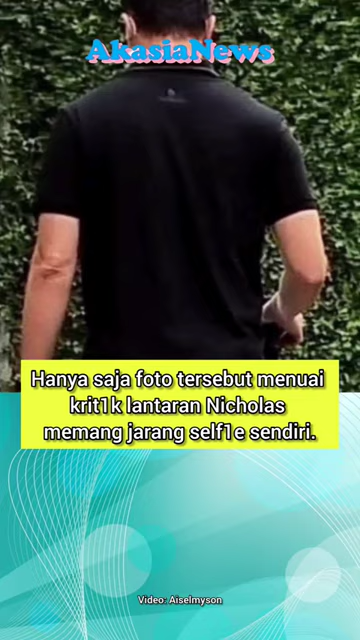 AkasiaNews
Hanya saja foto tersebut menuai
krit1k lantaran Nicholas
memang jarang self1e sendiri.
Video: Aiselmyson